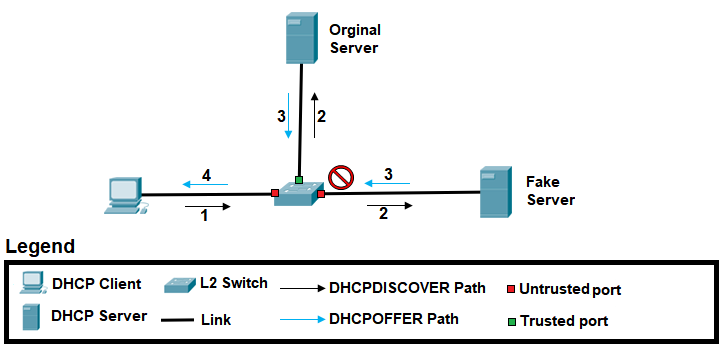 Orginal
Server
3
2
4
3
1
2
Fake
Server
Legend
DHCP Client
L2 Switch
DHCPDISCOVER Path
Untrusted port
DHCP Server
Link
DHCPOFFER Path
Trusted port